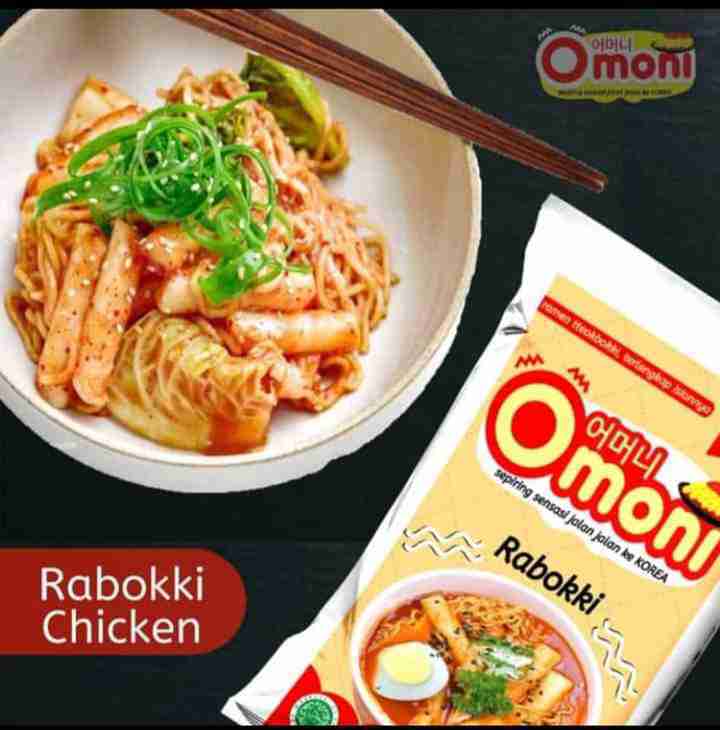 어머니
Omoni
ramen tteokbokki terlengkap isiannya
어머니
Omoni
sepiring sensasi jalan jalan ke KOREA
Rabokki
Rabokki
Chicken